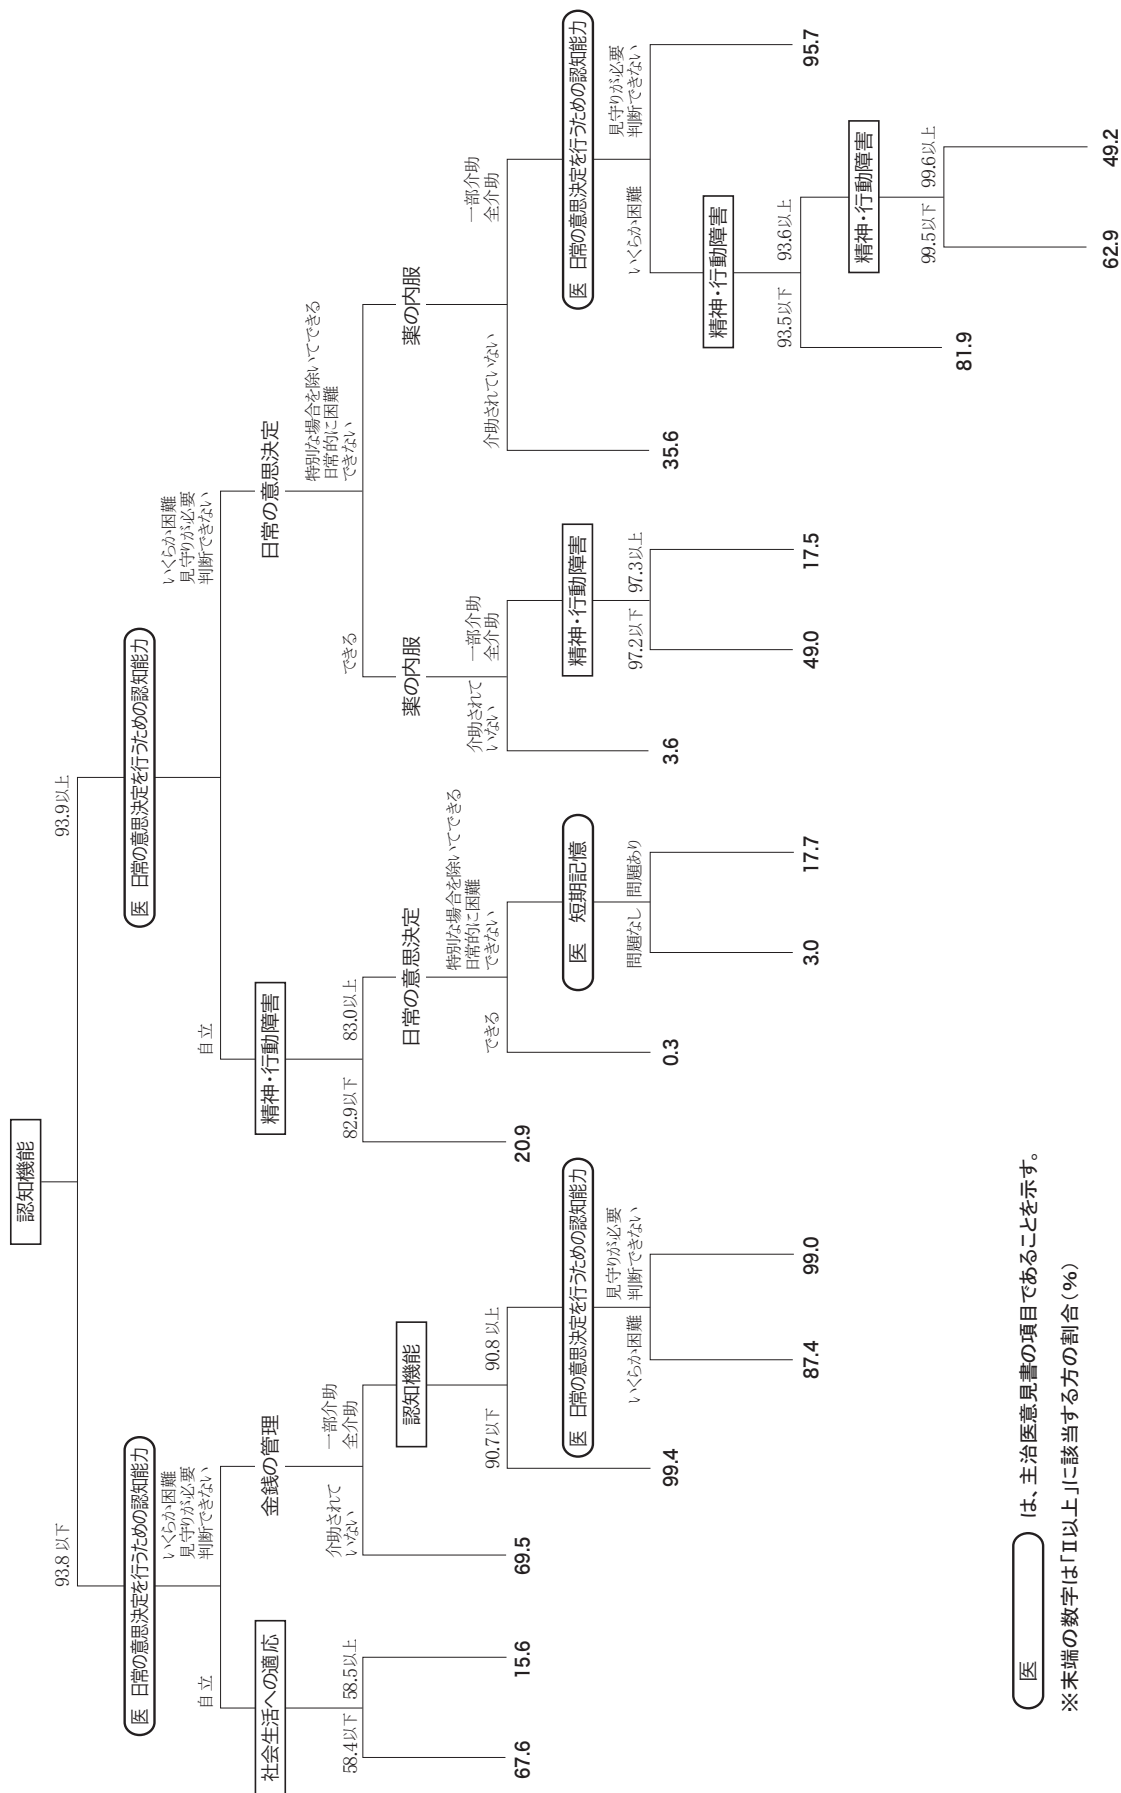 認知機能
93.8 以下
93.9 以上
医 日常の意思決定を行うための認知能力
自 立
いくらか困難
見守りが必要
判断できない
社会生活への適応
58.4 以下
58.5 以上
67.6
15.6
金銭の管理
介助されて
いない
一部介助
全介助
69.5
認知機能
90.7 以下
90.8 以上
99.4
医 日常の意思決定を行うための認知能力
いくらか困難
見守りが必要
判断できない
87.4
99.0
医 日常の意思決定を行うための認知能力
自 立
いくらか困難
見守りが必要
判断できない
精神・行動障害
82.9 以下
83.0 以上
20.9
日常の意思決定
できる
特別な場合を除いてできる
日常的に困難
できない
0.3
医 短期記憶
問題なし
問題あり
3.0
17.7
日常の意思決定
できる
特別な場合を除いてできる
日常的に困難
できない
薬の内服
介助されて
いない
一部介助
全介助
3.6
精神・行動障害
97.2 以下
97.3 以上
49.0
17.5
薬の内服
介助されていない
一部介助
全介助
35.6
医 日常の意思決定を行うための認知能力
いくらか困難
見守りが必要
判断できない
95.7
精神・行動障害
93.5 以下
93.6 以上
81.9
精神・行動障害
99.5 以下
99.6 以上
62.9
49.2
医 は、主治医意見書の項目であることを示す。
※末端の数字は「Ⅱ以上」に該当する方の割合（％）